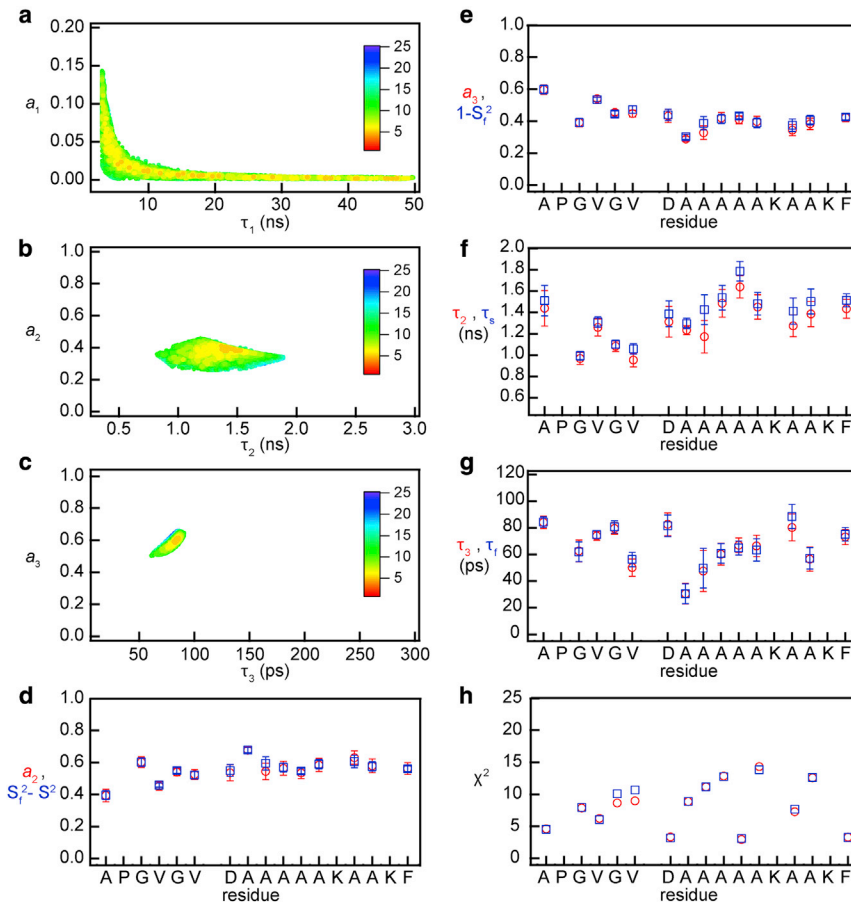 a
0.20
0.15
0.10
0.05
0.00
a1
25
20
15
10
5
10 20 30 40 50
τ1 (ns)
b
1.0
0.8
0.6
0.4
0.2
0.0
a2
25
20
15
10
5
0.5 1.0 1.5 2.0 2.5 3.0
τ2 (ns)
c
1.0
0.8
0.6
0.4
0.2
0.0
a3
25
20
15
10
5
50 100 150 200 250 300
τ3 (ps)
d
1.0
0.8
0.6
0.4
0.2
0.0
a2,
Sf²- S²
A P G V G V D A A A A A K A A K F
residue
e
1.0
0.8
0.6
0.4
0.2
0.0
a3,
1-Sf²
A P G V G V D A A A A A K A A K F
residue
f
2.0
1.8
1.6
1.4
1.2
1.0
0.8
0.6
τ2 , τs
(ns)
A P G V G V D A A A A A K A A K F
residue
g
120
100
80
60
40
20
0
τ3 , τf
(ps)
A P G V G V D A A A A A K A A K F
residue
h
25
20
15
10
5
0
χ²
A P G V G V D A A A A A K A A K F
residue